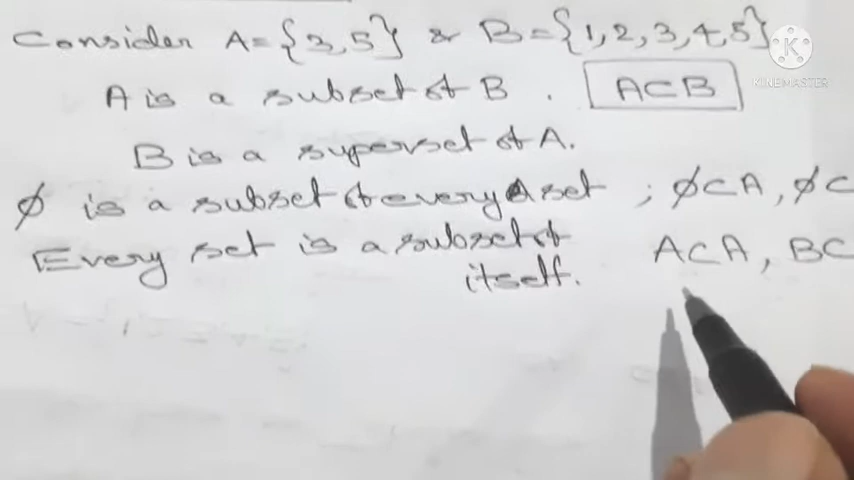 Consider A = {3,5} & B = {1,2,3,4,5}
KINEMASTER
A is a subset of B . A⊂B
B is a superset of A.
ϕ is a subset of every set ; ϕ⊂A, ϕ⊂
Every set is a subset of itself. A⊂A, B⊂